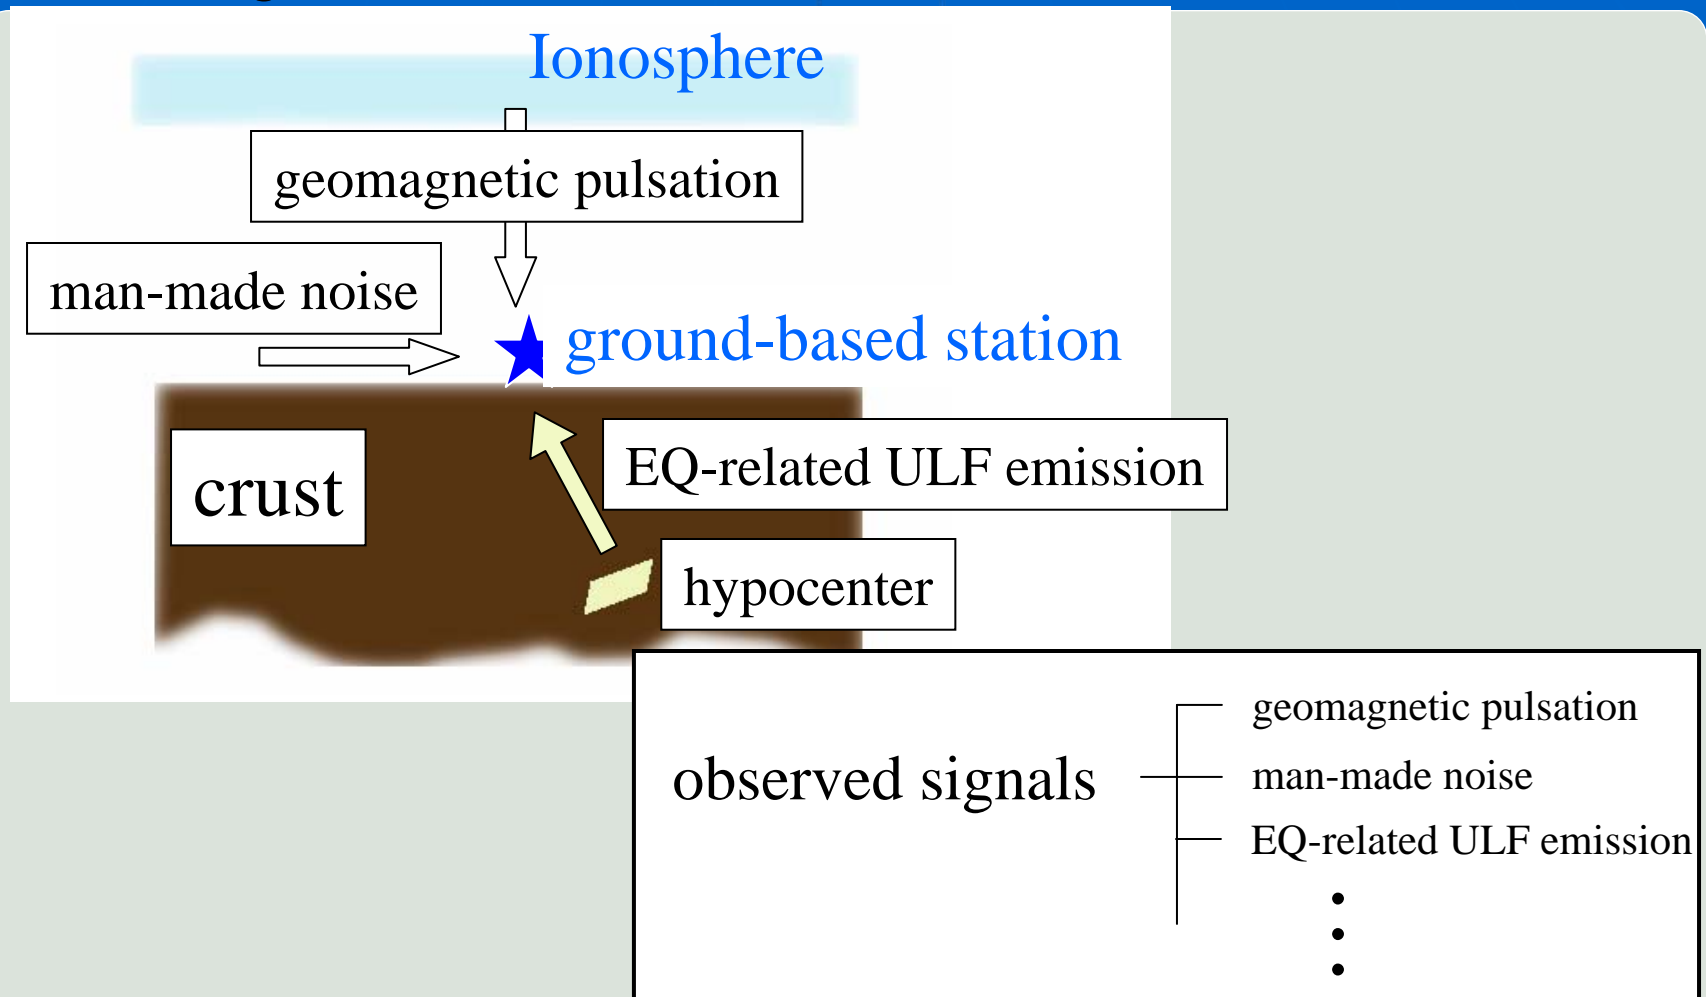 Ionosphere
geomagnetic pulsation
man-made noise
ground-based station
EQ-related ULF emission
crust
hypocenter
observed signals
geomagnetic pulsation
man-made noise
EQ-related ULF emission